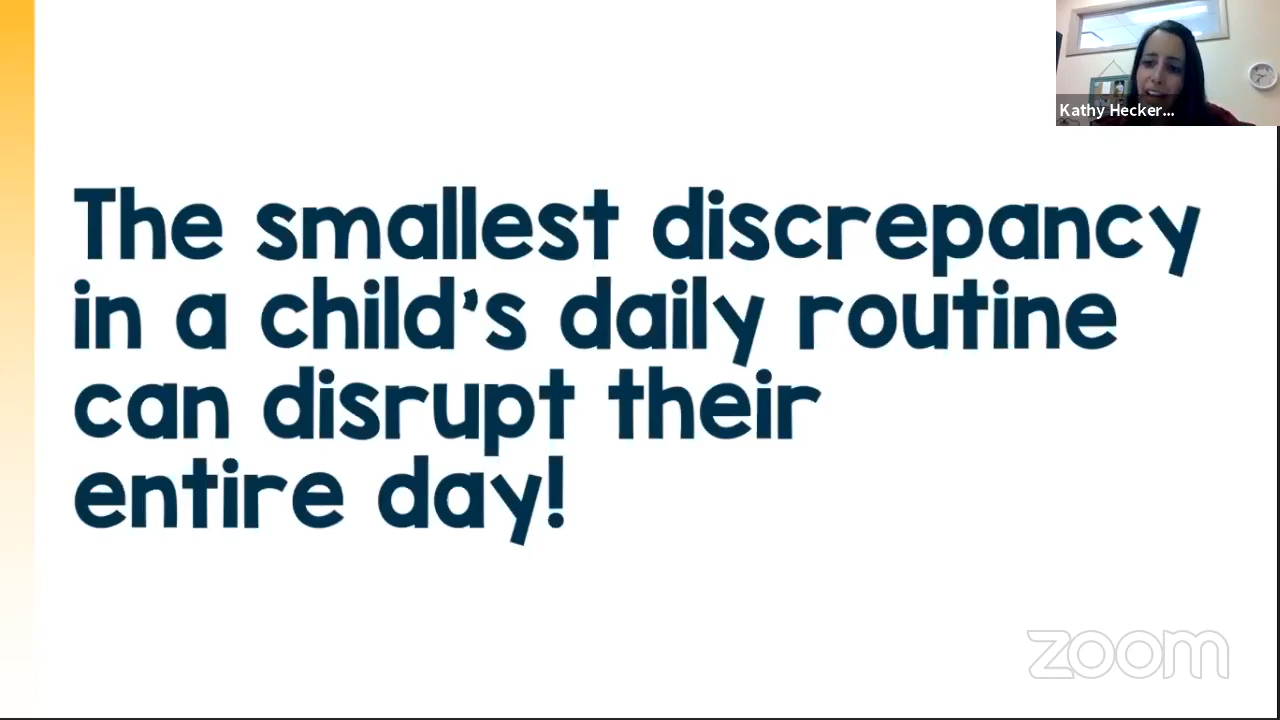 Kathy Hecker...
The smallest discrepancy
in a child's daily routine
can disrupt their
entire day!
zoom